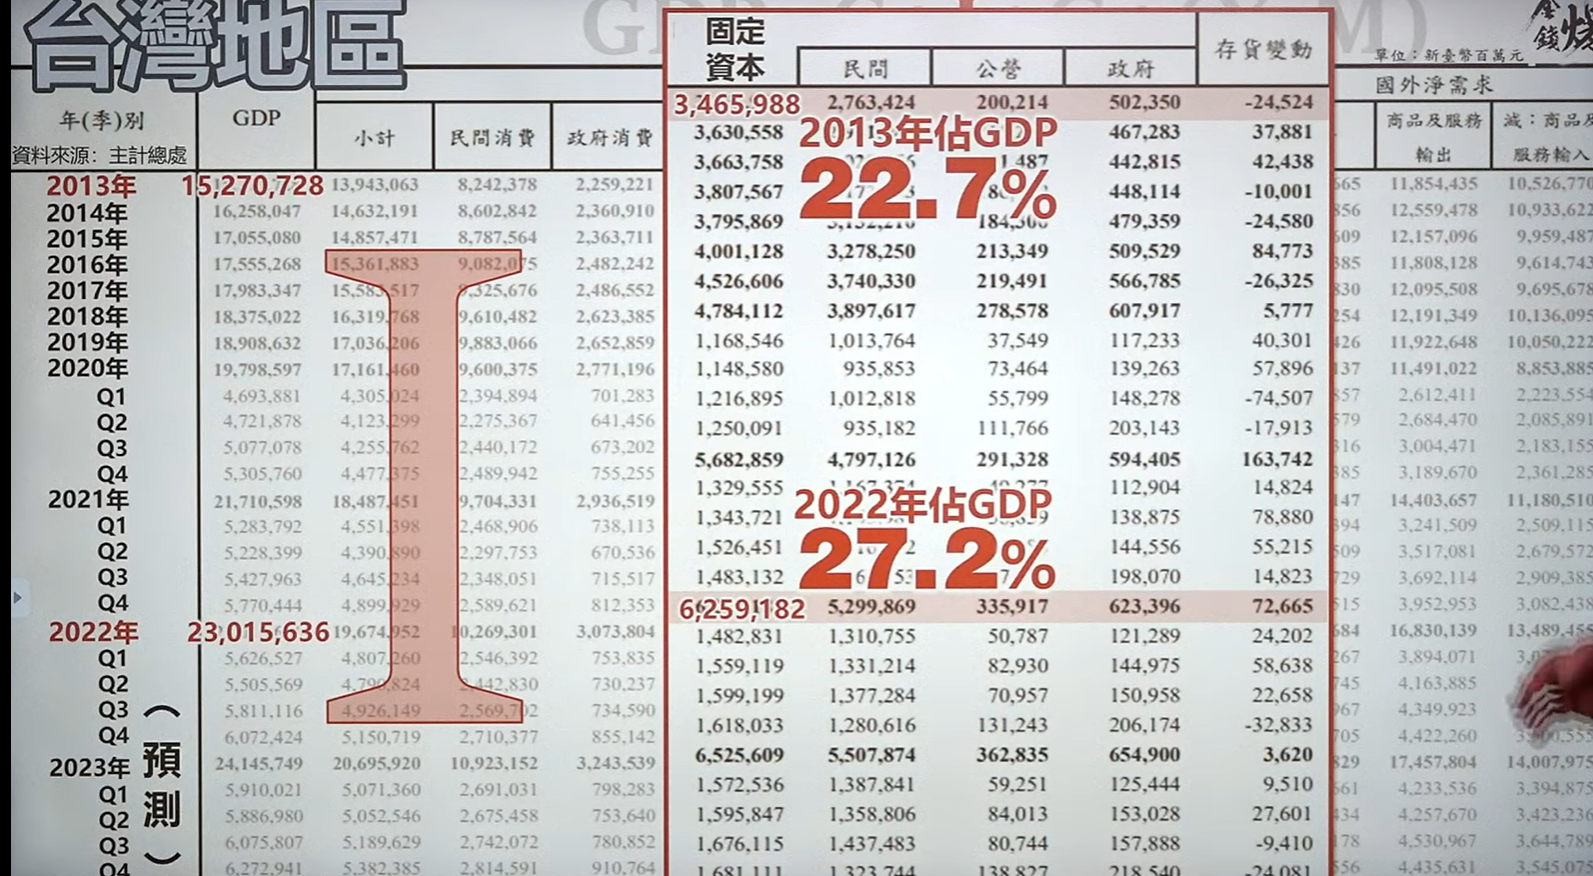 台灣地區
年(季)別
資料來源: 主計總處
GDP
小計
民間消費
政府消費
固定
資本
民間
公營
政府
存貨變動
單位：新臺幣百萬元
國外淨需求
商品及服務
輸出
減：商品及
服務輸入
2013年 15,270,728 13,943,063 8,242,378 2,259,221
2014年 16,258,047 14,632,191 8,602,842 2,360,910
2015年 17,055,080 14,857,471 8,787,564 2,363,711
2016年 17,555,268 15,361,883 9,082,075 2,482,242
2017年 17,983,347 15,583,517 9,325,676 2,486,552
2018年 18,375,022 16,319,768 9,610,482 2,623,385
2019年 18,908,632 17,036,206 9,883,066 2,652,859
2020年 19,798,597 17,161,460 9,600,375 2,771,196
Q1 4,693,881 4,305,024 2,394,894 701,283
Q2 4,721,878 4,123,299 2,275,367 641,456
Q3 5,077,078 4,255,762 2,440,172 673,202
Q4 5,305,760 4,477,375 2,489,942 755,255
2021年 21,710,598 18,487,451 9,704,331 2,936,519
Q1 5,283,792 4,551,398 2,468,906 738,113
Q2 5,228,399 4,390,890 2,297,753 670,536
Q3 5,427,963 4,645,234 2,348,051 715,517
Q4 5,770,444 4,899,929 2,589,621 812,353
2022年 23,015,636 19,674,952 10,269,301 3,073,804
Q1 5,626,527 4,807,260 2,546,392 753,835
Q2 5,505,569 4,790,824 2,442,830 730,237
Q3 5,811,116 4,926,149 2,569,702 734,590
Q4 6,072,424 5,150,719 2,710,377 855,142
2023年 24,145,749 20,695,920 10,923,152 3,243,539
Q1 5,910,021 5,071,360 2,691,031 798,283
Q2 5,886,980 5,052,546 2,675,458 753,640
Q3 6,075,807 5,189,629 2,742,072 780,852
Q4 6,272,941 5,382,385 2,814,591 910,764
（預測）
3,465,988 2,763,424 200,214 502,350 -24,524
3,630,558 467,283 37,881
3,663,758 442,815 42,438
3,807,567 448,114 -10,001
3,795,869 479,359 -24,580
4,001,128 3,278,250 213,349 509,529 84,773
4,526,606 3,740,330 219,491 566,785 -26,325
4,784,112 3,897,617 278,578 607,917 5,777
1,168,546 1,013,764 37,549 117,233 40,301
1,148,580 935,853 73,464 139,263 57,896
1,216,895 1,012,818 55,799 148,278 -74,507
1,250,091 935,182 111,766 203,143 -17,913
5,682,859 4,797,126 291,328 594,405 163,742
1,329,555 112,904 14,824
1,343,721 138,875 78,880
1,526,451 144,556 55,215
1,483,132 198,070 14,823
6,259,182 5,299,869 335,917 623,396 72,665
1,482,831 1,310,755 50,787 121,289 24,202
1,559,119 1,331,214 82,930 144,975 58,638
1,599,199 1,377,284 70,957 150,958 22,658
1,618,033 1,280,616 131,243 206,174 -32,833
6,525,609 5,507,874 362,835 654,900 3,620
1,572,536 1,387,841 59,251 125,444 9,510
1,595,847 1,358,806 84,013 153,028 27,601
1,676,115 1,437,483 80,744 157,888 -9,410
1,681,111 1,323,744 138,827 218,540 -24,081
2013年佔GDP
22.7%
2022年佔GDP
27.2%
11,854,435 10,526,770
12,559,478 10,933,622
12,157,096 9,959,487
11,808,128 9,614,743
12,095,508 9,695,678
12,191,349 10,136,095
11,922,648 10,050,222
11,491,022 8,853,885
2,612,411 2,223,554
2,684,470 2,085,891
3,004,471 2,183,155
3,189,670 2,361,285
14,403,657 11,180,510
3,241,509 2,509,115
3,517,081 2,679,572
3,692,114 2,909,385
3,952,953 3,082,438
16,830,139 13,489,455
3,894,071
4,163,885
4,349,923
4,422,260
17,457,804 14,007,975
4,233,536 3,394,875
4,257,670 3,423,236
4,530,967 3,644,789
4,435,631 3,545,075